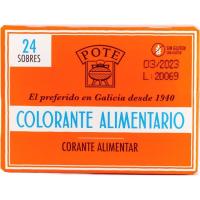 24
SOBRES
POTE
SIN GLUTEN
03/2023
L: 20069
El preferido en Galicia desde 1940
COLORANTE ALIMENTARIO
CORANTE ALIMENTAR